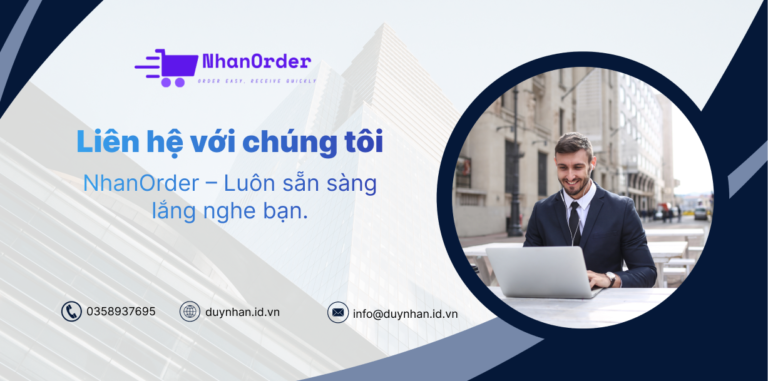 NhanOrder
ORDER EASY, RECEIVE QUICKLY
Liên hệ với chúng tôi
NhanOrder – Luôn sẵn sàng
lắng nghe bạn.
0358937695
duynhan.id.vn
info@duynhan.id.vn